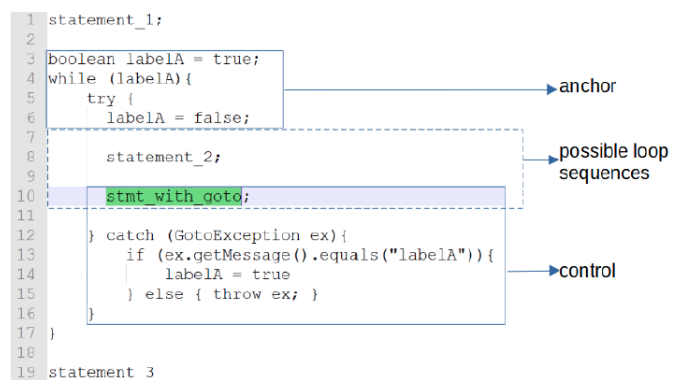 1 statement_1;
2
3 boolean labelA = true;
4 while (labelA){
5 try {
6 labelA = false;
7
8 statement_2;
9
10 stmt_with_goto;
11
12 } catch (GotoException ex){
13 if (ex.getMessage().equals("labelA")){
14 labelA = true
15 } else { throw ex; }
16 }
17 }
18
19 statement 3
anchor
possible loop
sequences
control